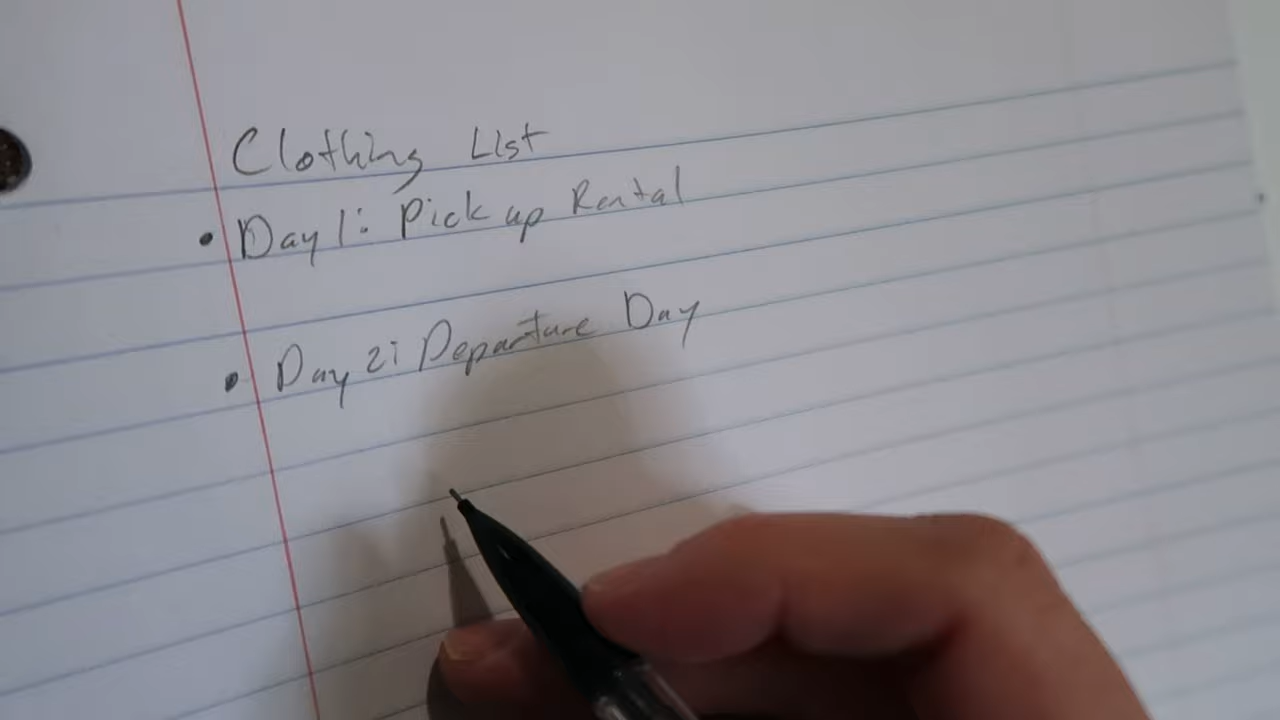 Clothing List
• Day 1: Pick up Rental
• Day 2: Departure Day